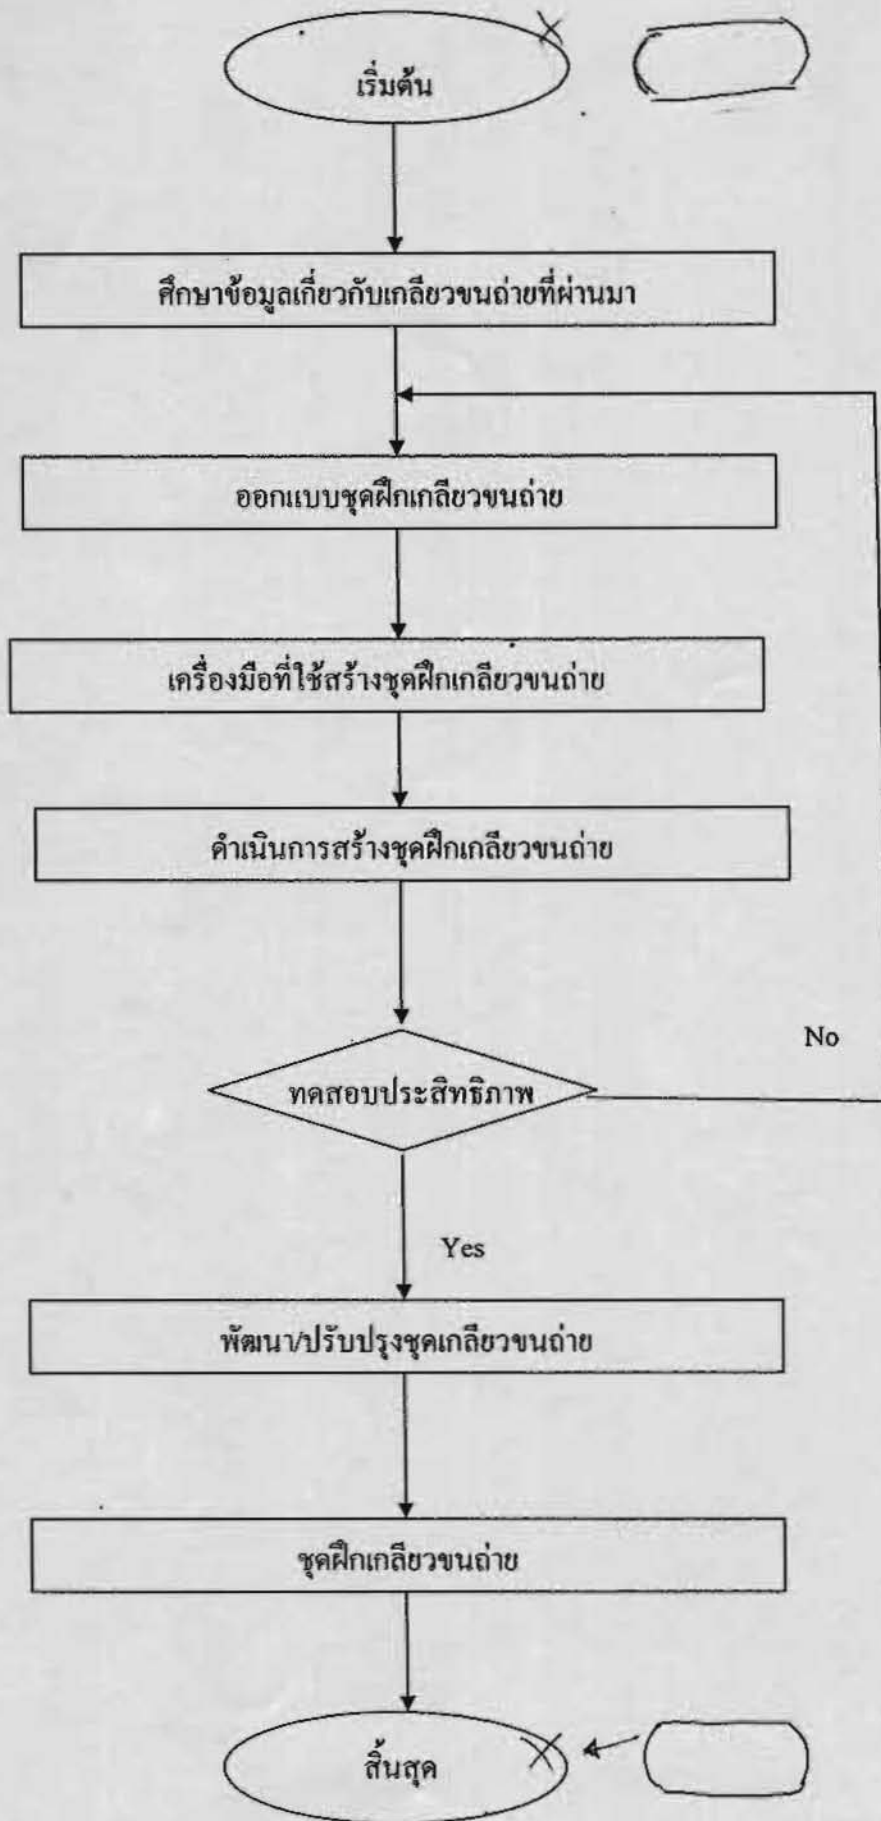 เริ่มต้น
ศึกษาข้อมูลเกี่ยวกับเกลียวขนถ่ายที่ผ่านมา
ออกแบบชุดฝึกเกลียวขนถ่าย
เครื่องมือที่ใช้สร้างชุดฝึกเกลียวขนถ่าย
ดำเนินการสร้างชุดฝึกเกลียวขนถ่าย
ทดสอบประสิทธิภาพ
No
Yes
พัฒนา/ปรับปรุงชุดเกลียวขนถ่าย
ชุดฝึกเกลียวขนถ่าย
สิ้นสุด